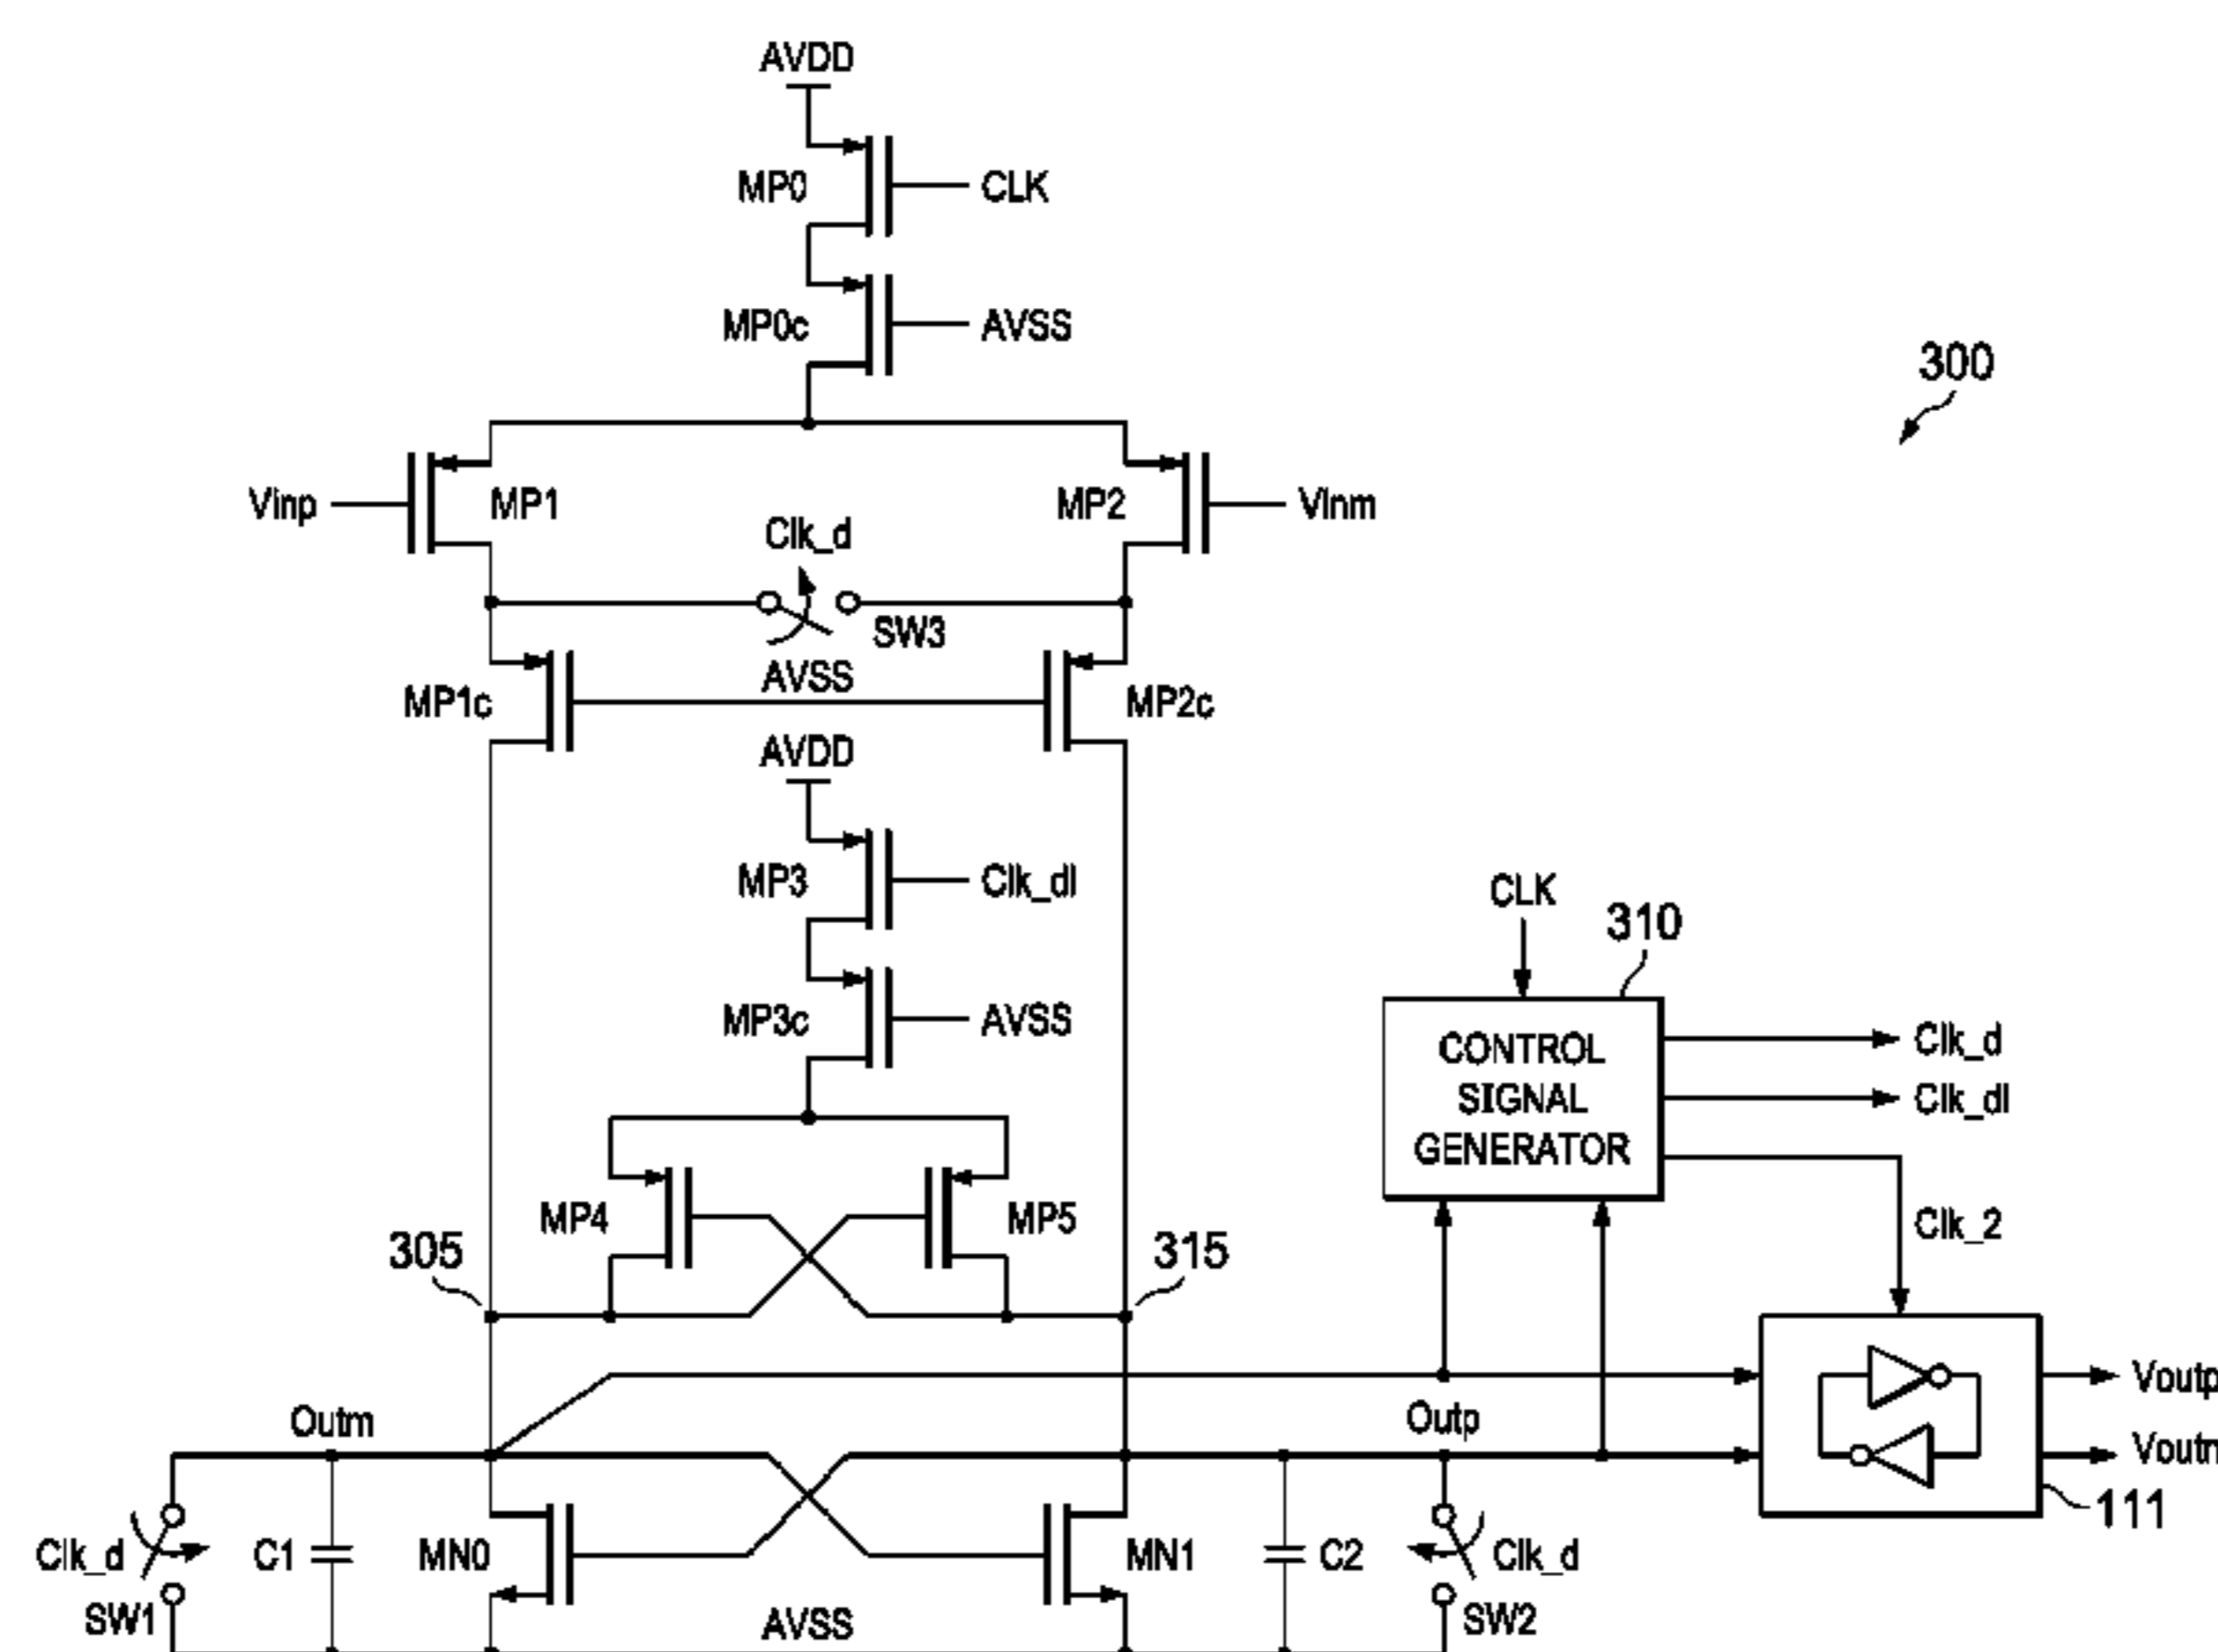 AVDD
MP0
CLK
MP0c
AVSS
300
Vinp
MP1
MP2
Vinm
Clk_d
SW3
MP1c
AVSS
MP2c
AVDD
MP3
Clk_dl
CLK
310
MP3c
AVSS
CONTROL
SIGNAL
GENERATOR
Clk_d
Clk_dl
MP4
MP5
Clk_2
305
315
Outm
Outp
Voutp
Clk_d
C1
MN0
MN1
C2
Clk_d
111
SW1
AVSS
SW2